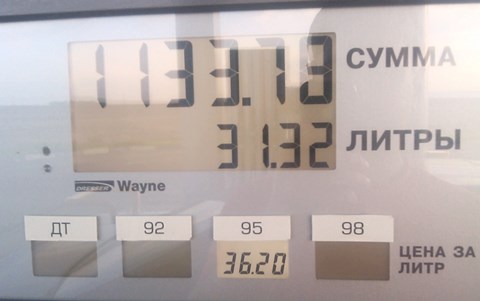 1133.78 СУММА
31.32 ЛИТРЫ
DRESSER Wayne
ДТ 92 95 98
36.20 ЦЕНА ЗА
ЛИТР